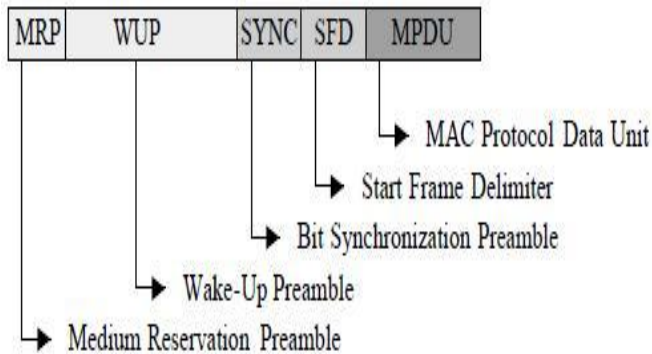 MRP WUP SYNC SFD MPDU
MAC Protocol Data Unit
Start Frame Delimiter
Bit Synchronization Preamble
Wake-Up Preamble
Medium Reservation Preamble